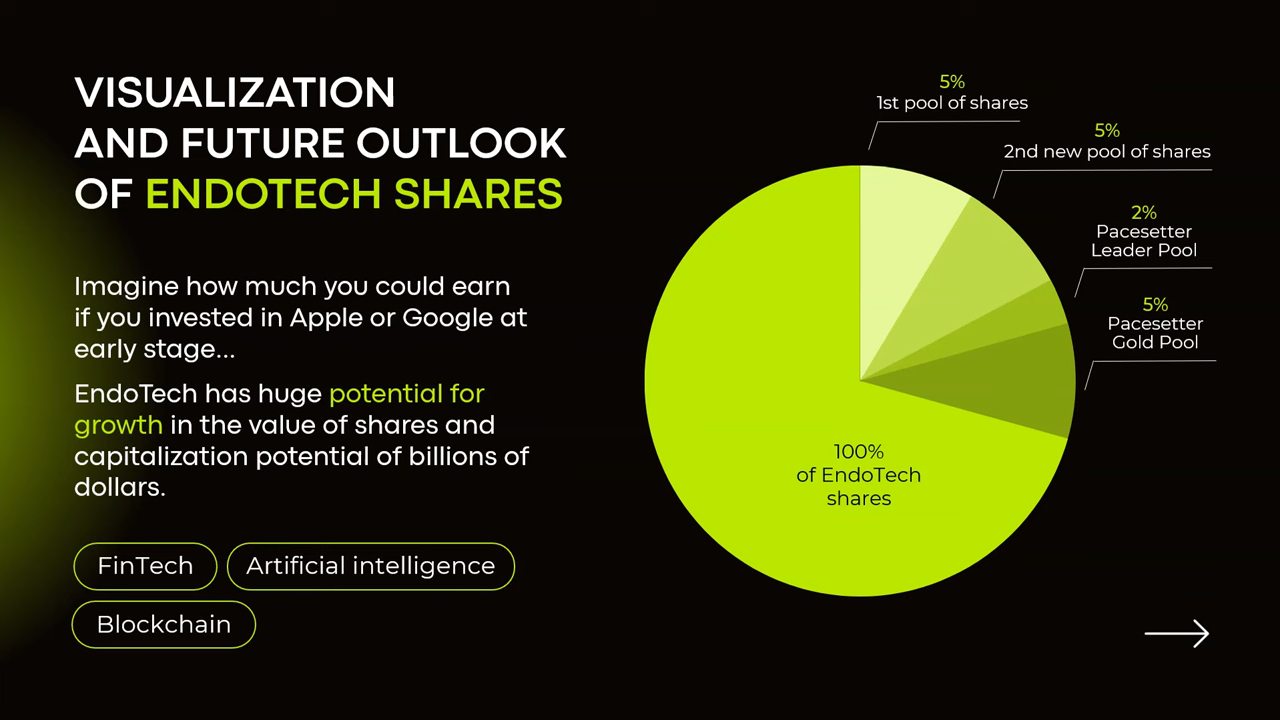 VISUALIZATION
AND FUTURE OUTLOOK
OF ENDOTECH SHARES
Imagine how much you could earn
if you invested in Apple or Google at
early stage...
EndoTech has huge potential for
growth in the value of shares and
capitalization potential of billions of
dollars.
FinTech
Artificial intelligence
Blockchain
5%
1st pool of shares
5%
2nd new pool of shares
2%
Pacesetter
Leader Pool
5%
Pacesetter
Gold Pool
100%
of EndoTech
shares